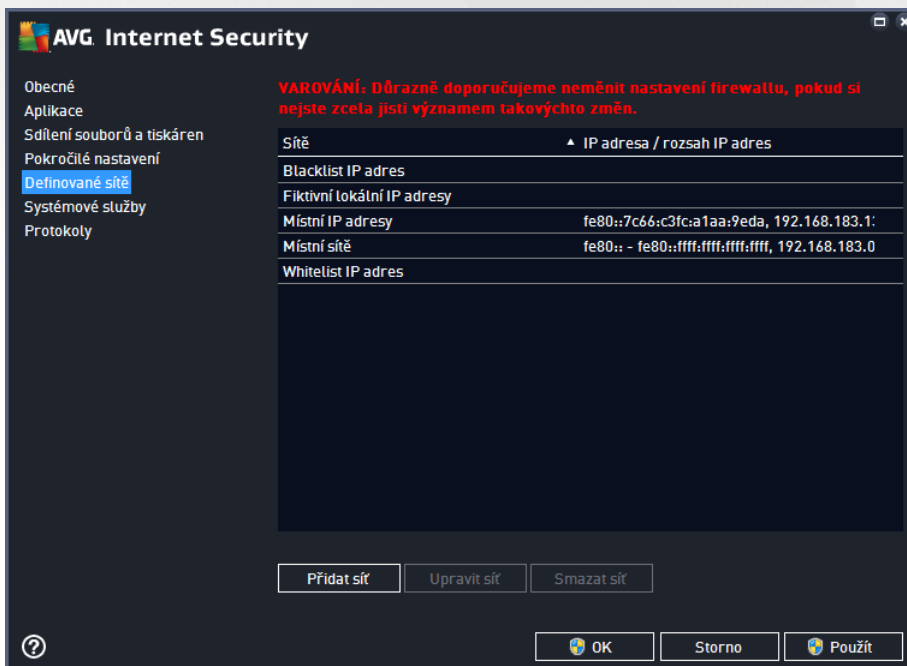 AVG Internet Security
Obecné
Aplikace
Sdílení souborů a tiskáren
Pokročilé nastavení
Definované sítě
Systémové služby
Protokoly
VAROVÁNÍ: Důrazně doporučujeme neměnit nastavení firewallu, pokud si
nejste zcela jisti významem takovýchto změn.
Sítě IP adresa / rozsah IP adres
Blacklist IP adres
Fiktivní lokální IP adresy
Místní IP adresy fe80::7c66:c3fc:a1aa:9eda, 192.168.183.1
Místní sítě fe80:: - fe80::ffff:ffff:ffff:ffff, 192.168.183.0
Whitelist IP adres
Přidat síť Upravit síť Smazat síť
OK Storno Použít